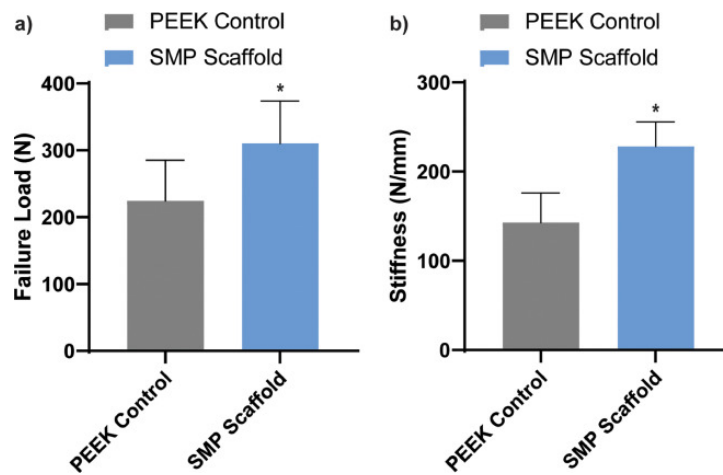 a)
PEEK Control
SMP Scaffold
Failure Load (N)
400
300
200
100
0
*
PEEK Control
SMP Scaffold
b)
PEEK Control
SMP Scaffold
Stiffness (N/mm)
300
200
100
0
*
PEEK Control
SMP Scaffold